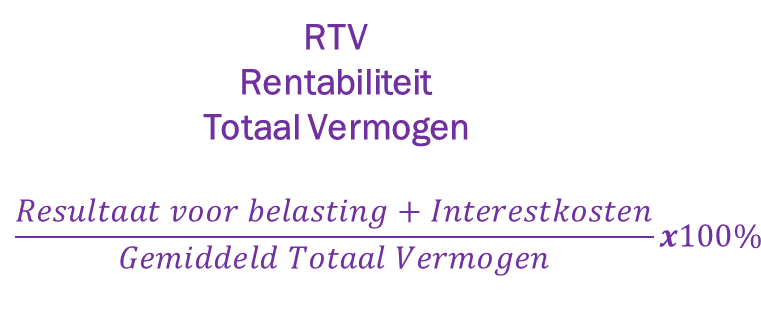 RTV
Rentabiliteit
Totaal Vermogen
Resultaat voor belasting + Interestkosten
Gemiddeld Totaal Vermogen
x100%